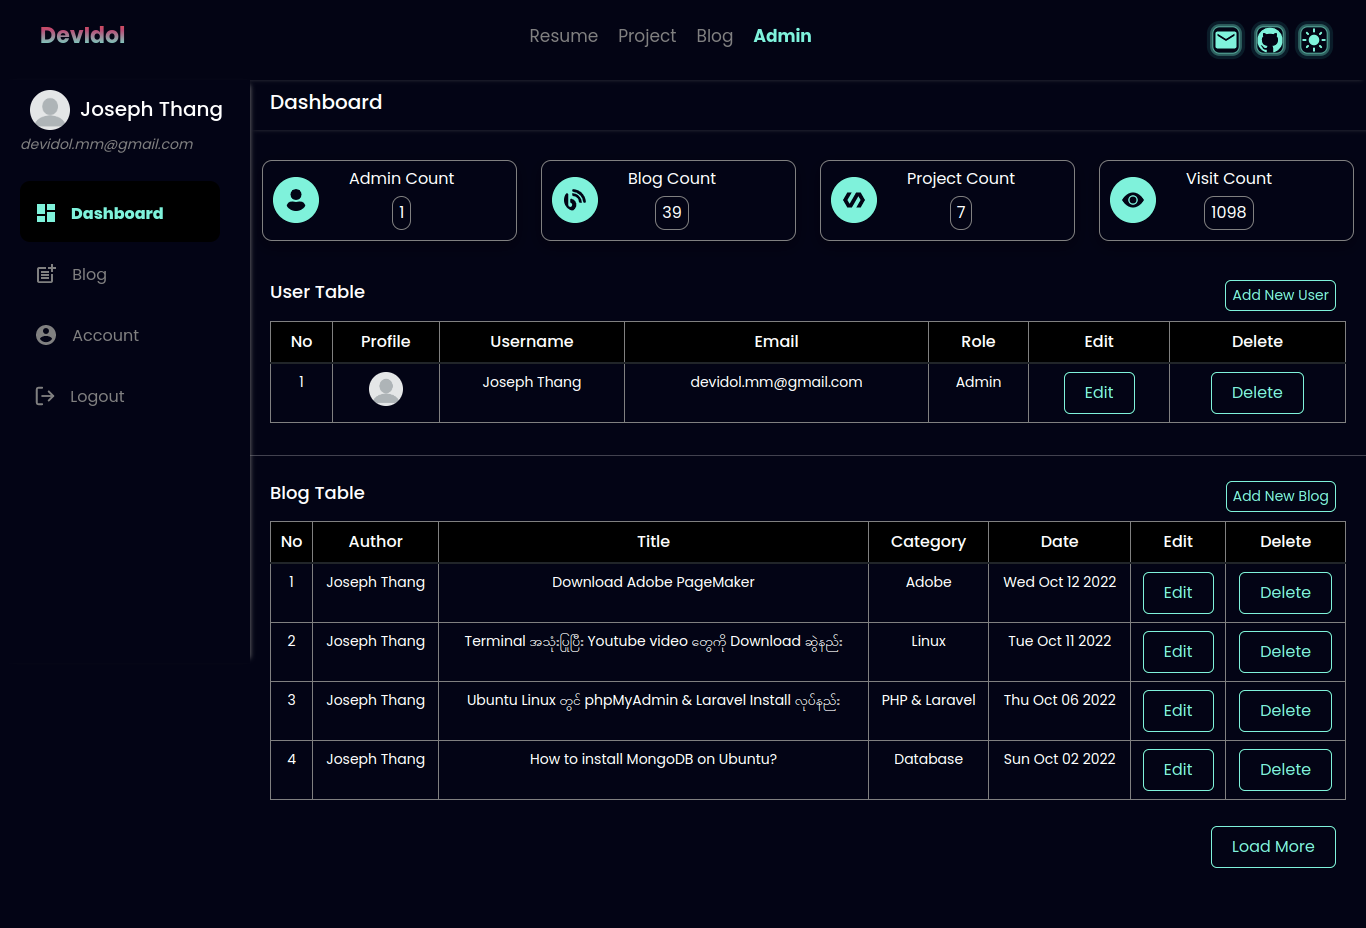 DevIdol
Resume Project Blog Admin
Joseph Thang
devidol.mm@gmail.com
Dashboard
Blog
Account
Logout
Dashboard
Admin Count
1
Blog Count
39
Project Count
7
Visit Count
1098
User Table
Add New User
No Profile Username Email Role Edit Delete
1 Joseph Thang devidol.mm@gmail.com Admin Edit Delete
Blog Table
Add New Blog
No Author Title Category Date Edit Delete
1 Joseph Thang Download Adobe PageMaker Adobe Wed Oct 12 2022 Edit Delete
2 Joseph Thang Terminal အသုံးပြုပြီး Youtube video တွေကို Download ဆွဲနည်း Linux Tue Oct 11 2022 Edit Delete
3 Joseph Thang Ubuntu Linux တွင် phpMyAdmin & Laravel Install လုပ်နည်း PHP & Laravel Thu Oct 06 2022 Edit Delete
4 Joseph Thang How to install MongoDB on Ubuntu? Database Sun Oct 02 2022 Edit Delete
Load More